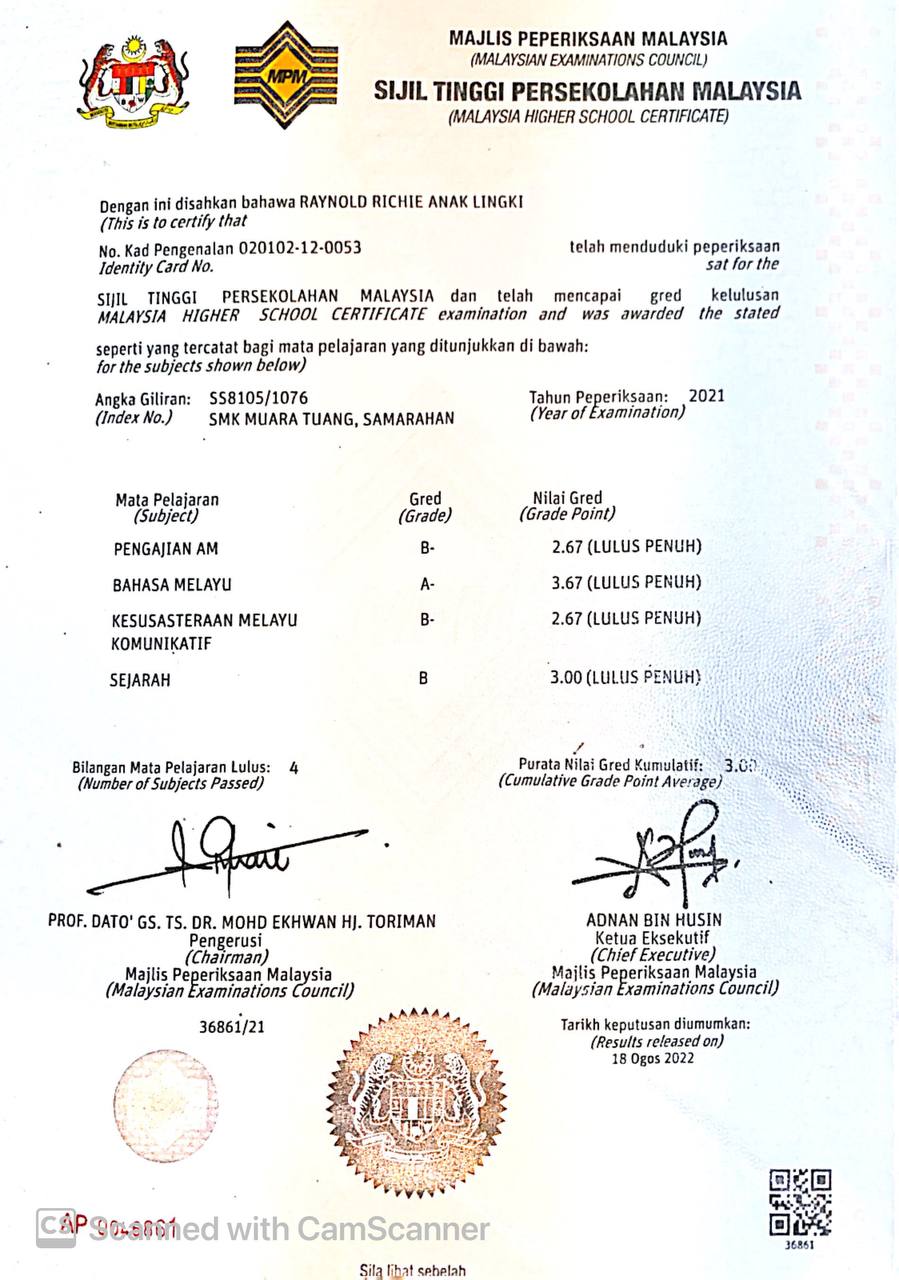 MAJLIS PEPERIKSAAN MALAYSIA
(MALAYSIAN EXAMINATIONS COUNCIL)
SIJIL TINGGI PERSEKOLAHAN MALAYSIA
(MALAYSIA HIGHER SCHOOL CERTIFICATE)
MPM
Dengan ini disahkan bahawa RAYNOLD RICHIE ANAK LINGKI
(This is to certify that
No. Kad Pengenalan 020102-12-0053 telah menduduki peperiksaan
Identity Card No. sat for the
SIJIL TINGGI PERSEKOLAHAN MALAYSIA dan telah mencapai gred kelulusan
MALAYSIA HIGHER SCHOOL CERTIFICATE examination and was awarded the stated
seperti yang tercatat bagi mata pelajaran yang ditunjukkan di bawah:
for the subjects shown below)
Angka Giliran: SS8105/1076 Tahun Peperiksaan: 2021
(Index No.) SMK MUARA TUANG, SAMARAHAN (Year of Examination)
Mata Pelajaran Gred Nilai Gred
(Subject) (Grade) (Grade Point)
PENGAJIAN AM B- 2.67 (LULUS PENUH)
BAHASA MELAYU A- 3.67 (LULUS PENUH)
KESUSASTERAAN MELAYU B- 2.67 (LULUS PENUH)
KOMUNIKATIF
SEJARAH B 3.00 (LULUS PENUH)
Bilangan Mata Pelajaran Lulus: 4 Purata Nilai Gred Kumulatif: 3.00
(Number of Subjects Passed) (Cumulative Grade Point Average)
PROF. DATO' GS. TS. DR. MOHD EKHWAN HJ. TORIMAN ADNAN BIN HUSIN
Pengerusi Ketua Eksekutif
(Chairman) (Chief Executive)
Majlis Peperiksaan Malaysia Majlis Peperiksaan Malaysia
(Malaysian Examinations Council) (Malaysian Examinations Council)
36861/21 Tarikh keputusan diumumkan:
(Results released on)
18 Ogos 2022
AP
CS Scanned with CamScanner
36861
Sila lihat sebelah